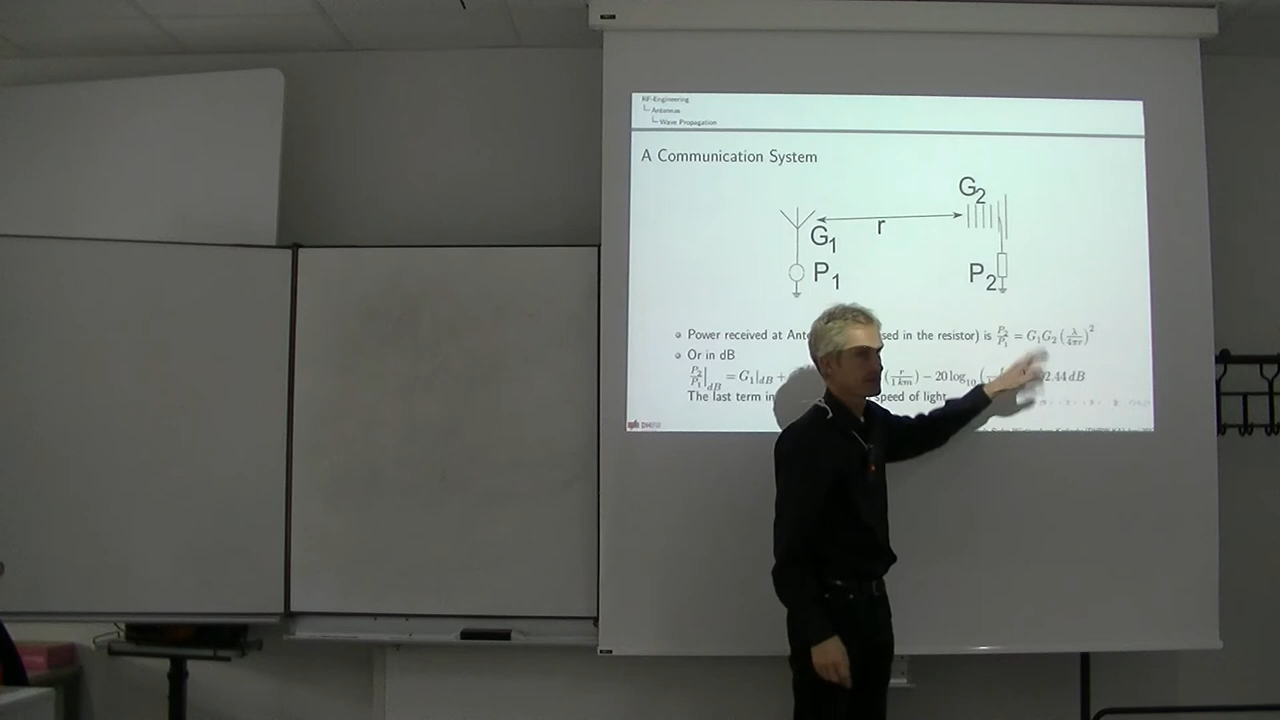 RF-Engineering
Antennas
Wave Propagation
A Communication System
G₂
r
G₁
P₁
P₂
Power received at sed in the resistor) is P₂/P₁ = G₁G₂(λ/4πr)²
Or in dB
P₂/P₁|dB = G₁|dB + (r/1 km) − 20 log₁₀ ( 2.44 dB
The last term in speed of light